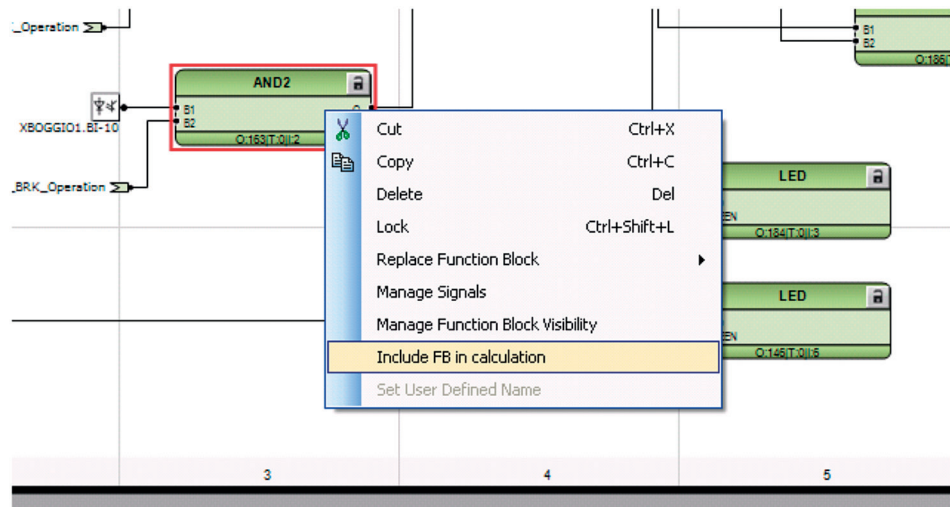 _Operation
B1
B2
O:186|T
AND2
B1
B2
O
O:153|T:0|I:2
XBOGGIO1.BI-10
_BRK_Operation
Cut Ctrl+X
Copy Ctrl+C
Delete Del
Lock Ctrl+Shift+L
Replace Function Block
Manage Signals
Manage Function Block Visibility
Include FB in calculation
Set User Defined Name
LED
EN
O:184|T:0|I:3
LED
EN
O:146|T:0|I:6
3 4 5